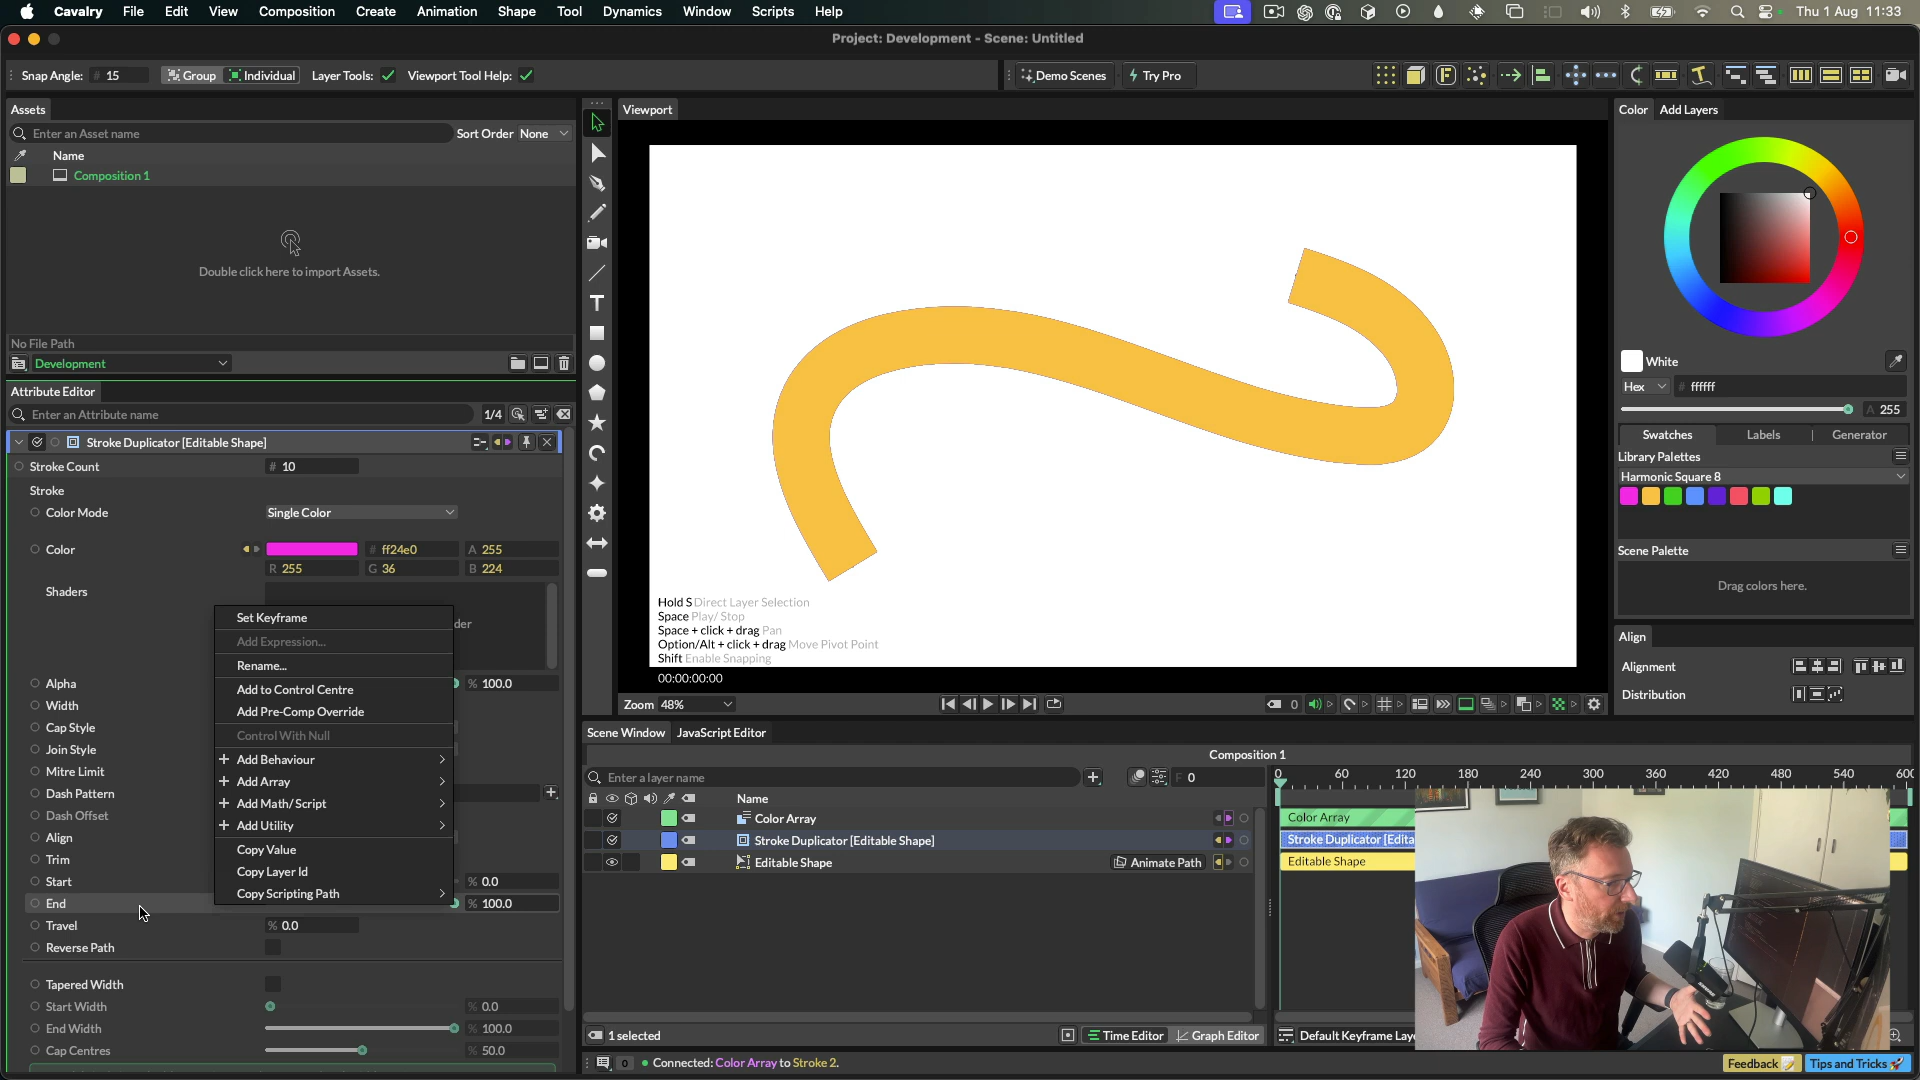 Cavalry File Edit View Composition Create Animation Shape Tool Dynamics Window Scripts Help
Thu 1 Aug 11:33
Project: Development - Scene: Untitled
Snap Angle: # 15 Group Individual Layer Tools: Viewport Tool Help:
Demo Scenes Try Pro
Assets
Enter an Asset name Sort Order None
Name
Composition 1
Double click here to import Assets.
No File Path
Development
Attribute Editor
Enter an Attribute name 1/4
Stroke Duplicator [Editable Shape]
Stroke Count # 10
Stroke
Color Mode Single Color
Color # ff24e0 A 255
R 255 G 36 B 224
Shaders
der
Alpha % 100.0
Width
Cap Style
Join Style
Mitre Limit
Dash Pattern
Dash Offset
Align
Trim
Start % 0.0
End % 100.0
Travel % 0.0
Reverse Path
Tapered Width
Start Width % 0.0
End Width % 100.0
Cap Centres % 50.0
Set Keyframe
Add Expression...
Rename...
Add to Control Centre
Add Pre-Comp Override
Control With Null
Add Behaviour
Add Array
Add Math/Script
Add Utility
Copy Value
Copy Layer Id
Copy Scripting Path
Viewport
T
Hold S Direct Layer Selection
Space Play/ Stop
Space + click + drag Pan
Option/Alt + click + drag Move Pivot Point
Shift Enable Snapping
00:00:00:00
Zoom 48% 0
Scene Window JavaScript Editor
Composition 1
Enter a layer name F 0
0 60 120 180 240 300 360 420 480 540 600
Name
Color Array
Stroke Duplicator [Editable Shape]
Editable Shape Animate Path
Color Array
Stroke Duplicator [Edita
Editable Shape
1 selected Time Editor Graph Editor Default Keyframe Laye
0 Connected: Color Array to Stroke 2.
Feedback Tips and Tricks
Color Add Layers
White
Hex # ffffff
A 255
Swatches Labels Generator
Library Palettes
Harmonic Square 8
Scene Palette
Drag colors here.
Align
Alignment
Distribution